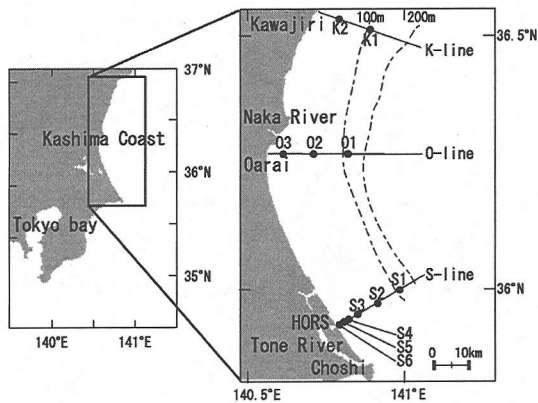 37°N
Kashima Coast
36°N
Tokyo bay
35°N
140°E
141°E
Kawajiri
K2
100m
200m
K1
36.5°N
K-line
Naka River
O3
O2
O1
O-line
Oarai
S-line
S1
S2
36°N
S3
HORS
S4
Tone River
S5
0
10km
Choshi
S6
140.5°E
141°E